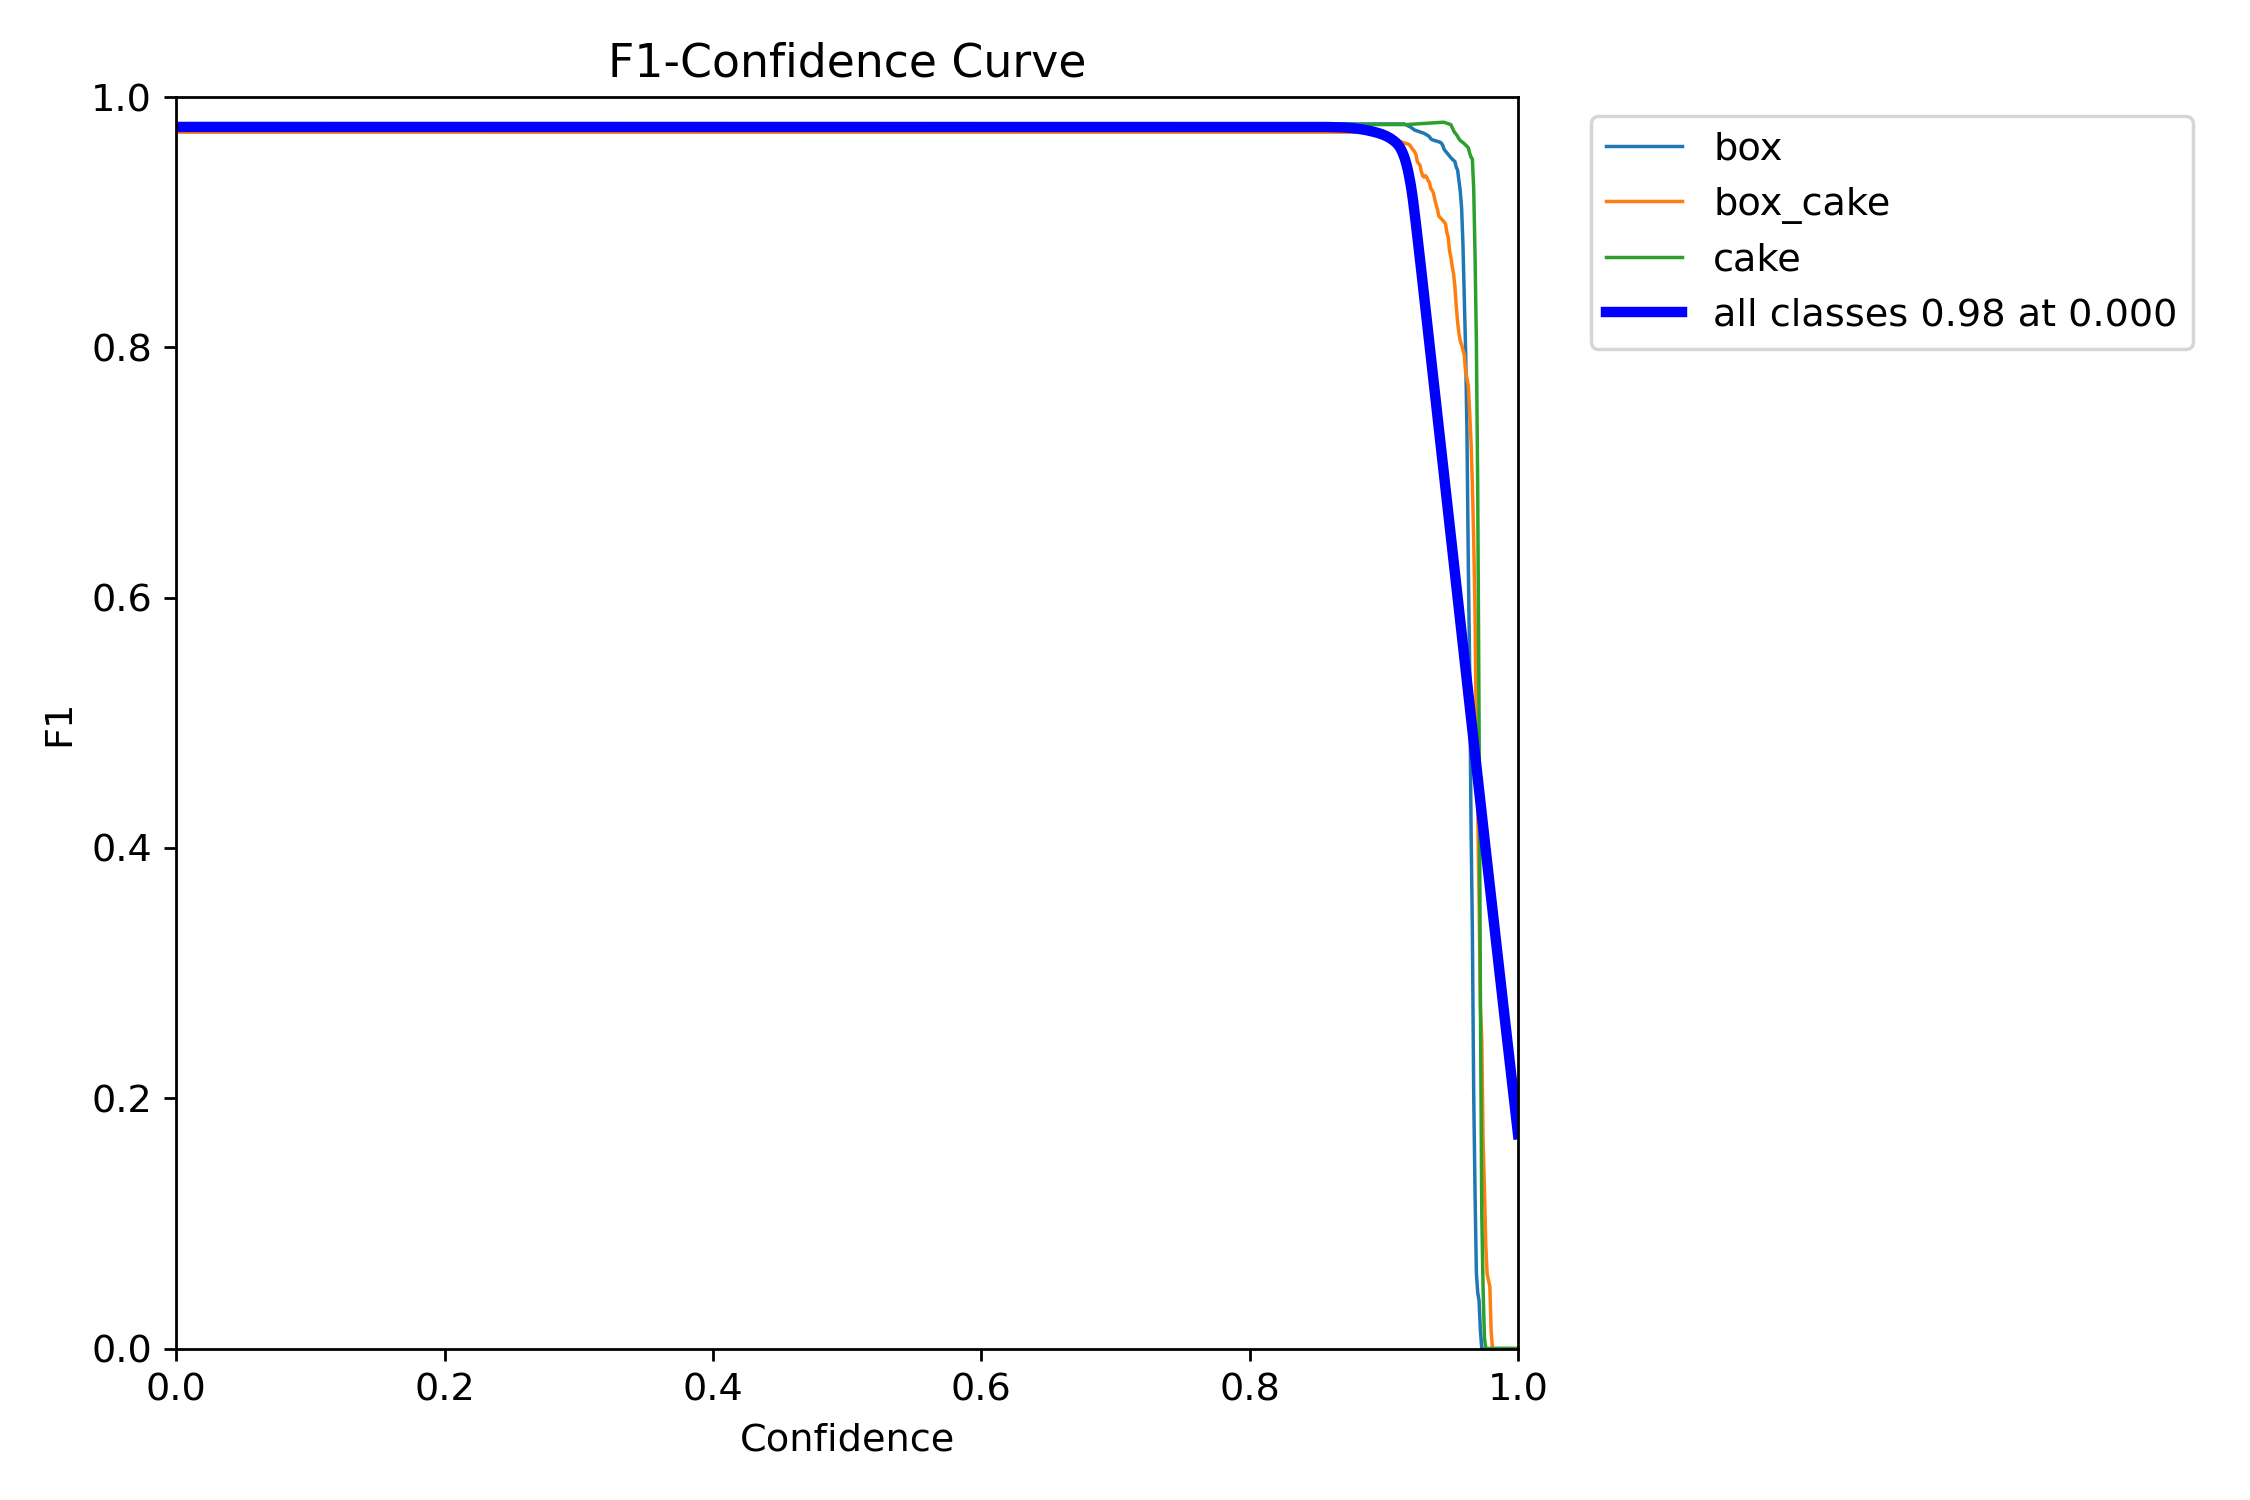 F1-Confidence Curve
1.0
0.8
0.6
0.4
0.2
0.0
F1
0.0 0.2 0.4 0.6 0.8 1.0
Confidence
box
box_cake
cake
all classes 0.98 at 0.000